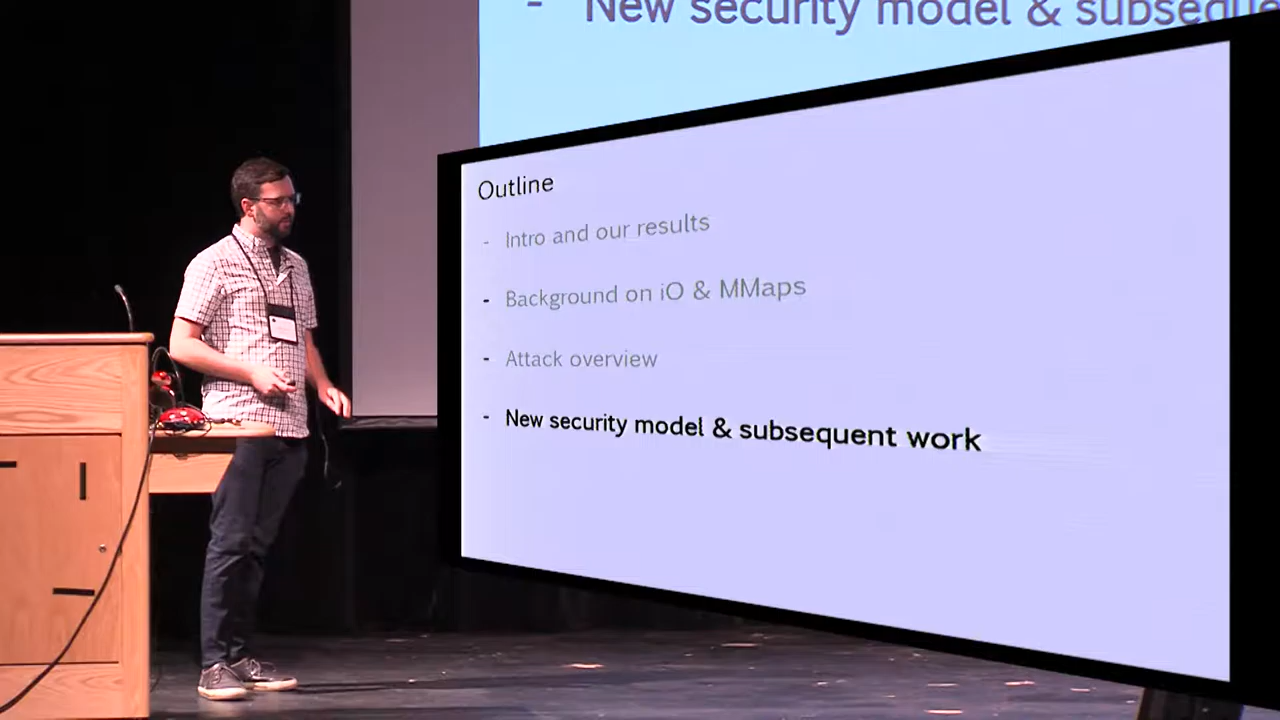 - New security model & subseque
Outline
- Intro and our results
- Background on iO & MMaps
- Attack overview
- New security model & subsequent work